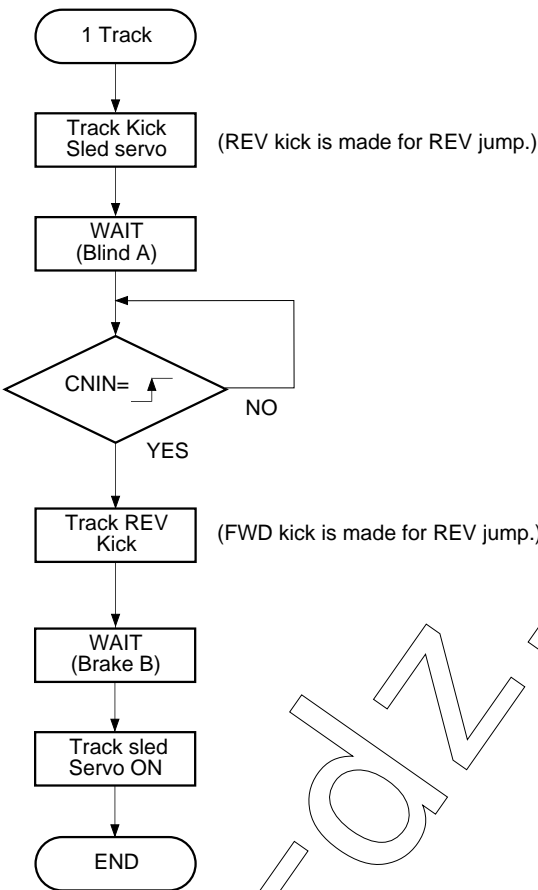 1 Track
Track Kick
Sled servo
(REV kick is made for REV jump.)
WAIT
(Blind A)
CNIN=
NO
YES
Track REV
Kick
(FWD kick is made for REV jump.)
WAIT
(Brake B)
Track sled
Servo ON
END
-dz.